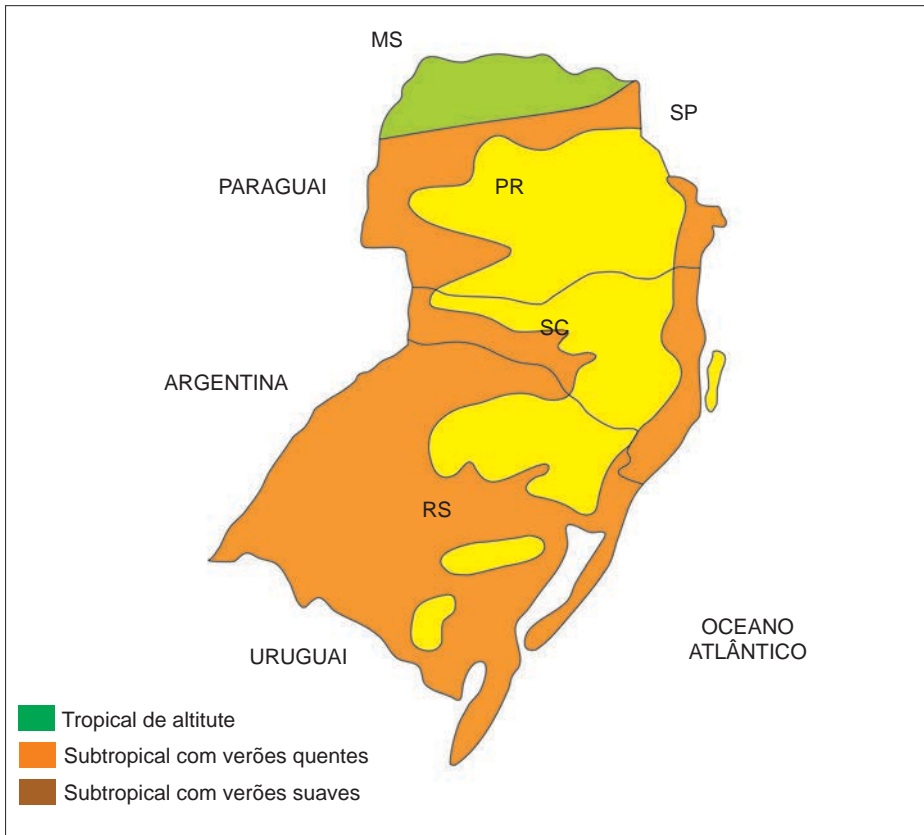 MS
SP
PARAGUAI
PR
SC
ARGENTINA
RS
OCEANO
ATLÂNTICO
URUGUAI
Tropical de altitute
Subtropical com verões quentes
Subtropical com verões suaves